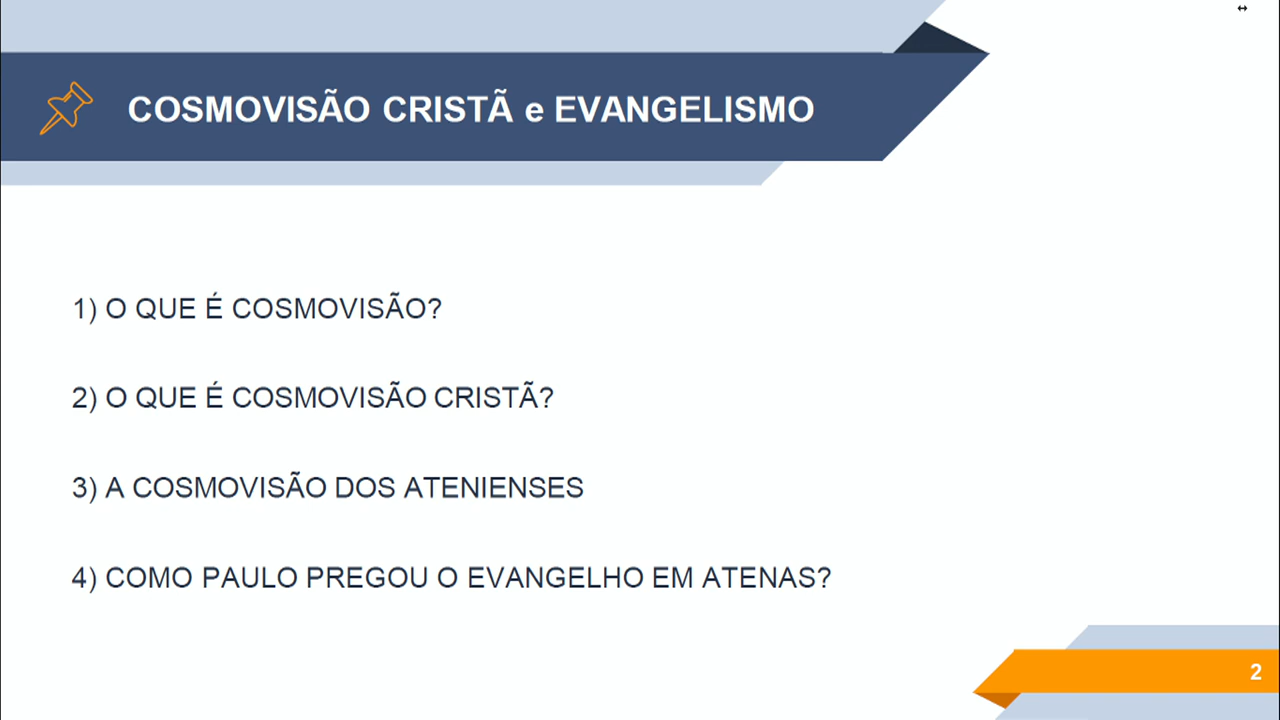 COSMOVISÃO CRISTÃ e EVANGELISMO
1) O QUE É COSMOVISÃO?
2) O QUE É COSMOVISÃO CRISTÃ?
3) A COSMOVISÃO DOS ATENIENSES
4) COMO PAULO PREGOU O EVANGELHO EM ATENAS?
2